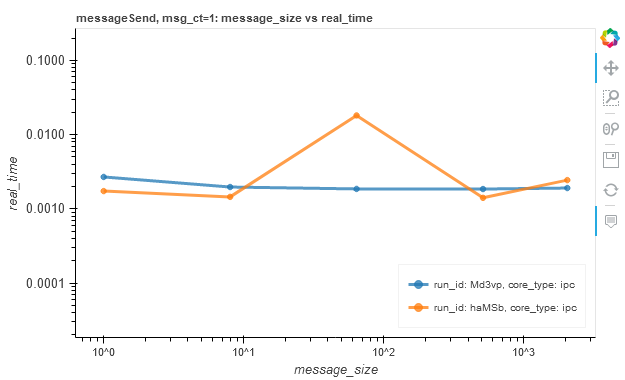 messageSend, msg_ct=1: message_size vs real_time
0.1000
0.0100
0.0010
0.0001
real_time
run_id: Md3vp, core_type: ipc
run_id: haMSb, core_type: ipc
10^0
10^1
10^2
10^3
message_size